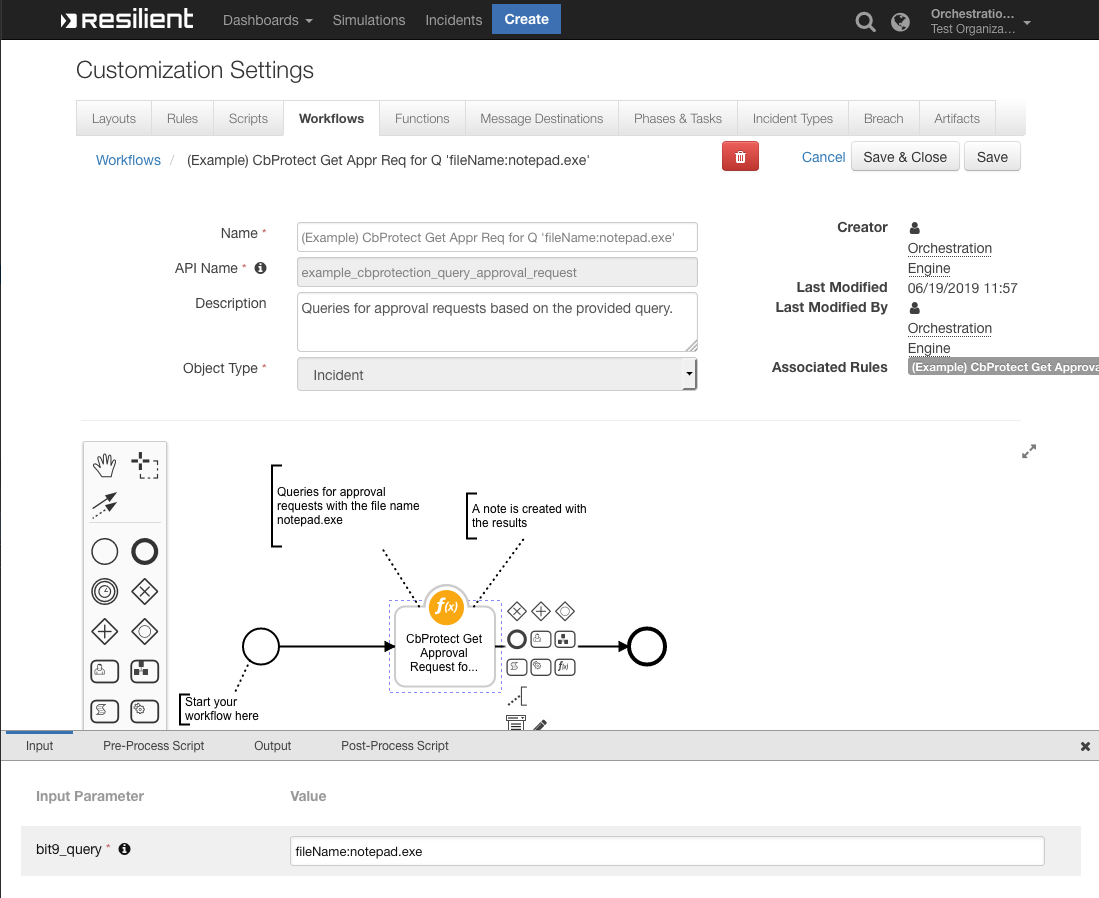 resilient
Dashboards
Simulations
Incidents
Create
Orchestratio...
Test Organiza...
Customization Settings
Layouts
Rules
Scripts
Workflows
Functions
Message Destinations
Phases & Tasks
Incident Types
Breach
Artifacts
Workflows / (Example) CbProtect Get Appr Req for Q 'fileName:notepad.exe'
Cancel
Save & Close
Save
Name *
(Example) CbProtect Get Appr Req for Q 'fileName:notepad.exe'
API Name *
example_cbprotection_query_approval_request
Description
Queries for approval requests based on the provided query.
Object Type *
Incident
Creator
Orchestration
Engine
Last Modified
06/19/2019 11:57
Last Modified By
Orchestration
Engine
Associated Rules
(Example) CbProtect Get Approva
Queries for approval
requests with the file name
notepad.exe
A note is created with
the results
f(x)
CbProtect Get
Approval
Request fo...
f(x)
Start your
workflow here
Input
Pre-Process Script
Output
Post-Process Script
Input Parameter
Value
bit9_query *
fileName:notepad.exe